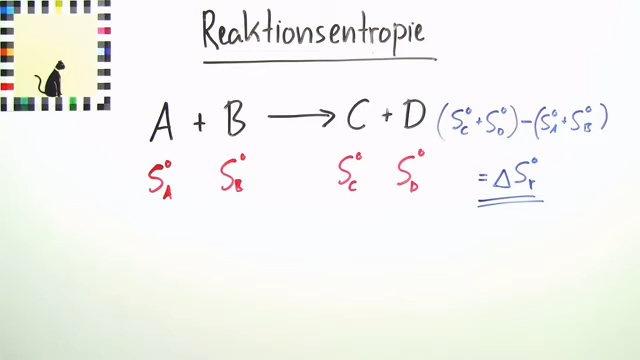 Reaktionsentropie
A + B ⟶ C + D (S°C + S°D) − (S°A + S°B)
S°A S°B S°C S°D = ΔS°r